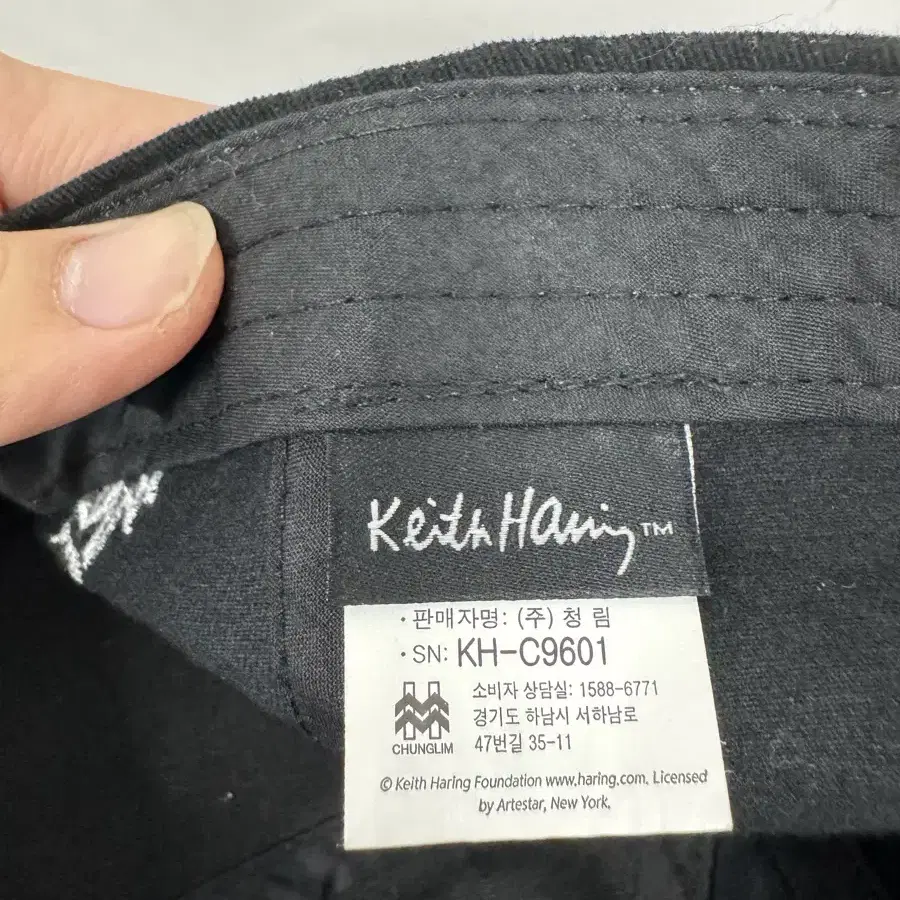 Keith Haring™
· 판매자명: (주) 청 림
· SN: KH-C9601
CHUNGLIM
소비자 상담실: 1588-6771
경기도 하남시 서하남로
47번길 35-11
© Keith Haring Foundation www.haring.com. Licensed
by Artestar, New York.